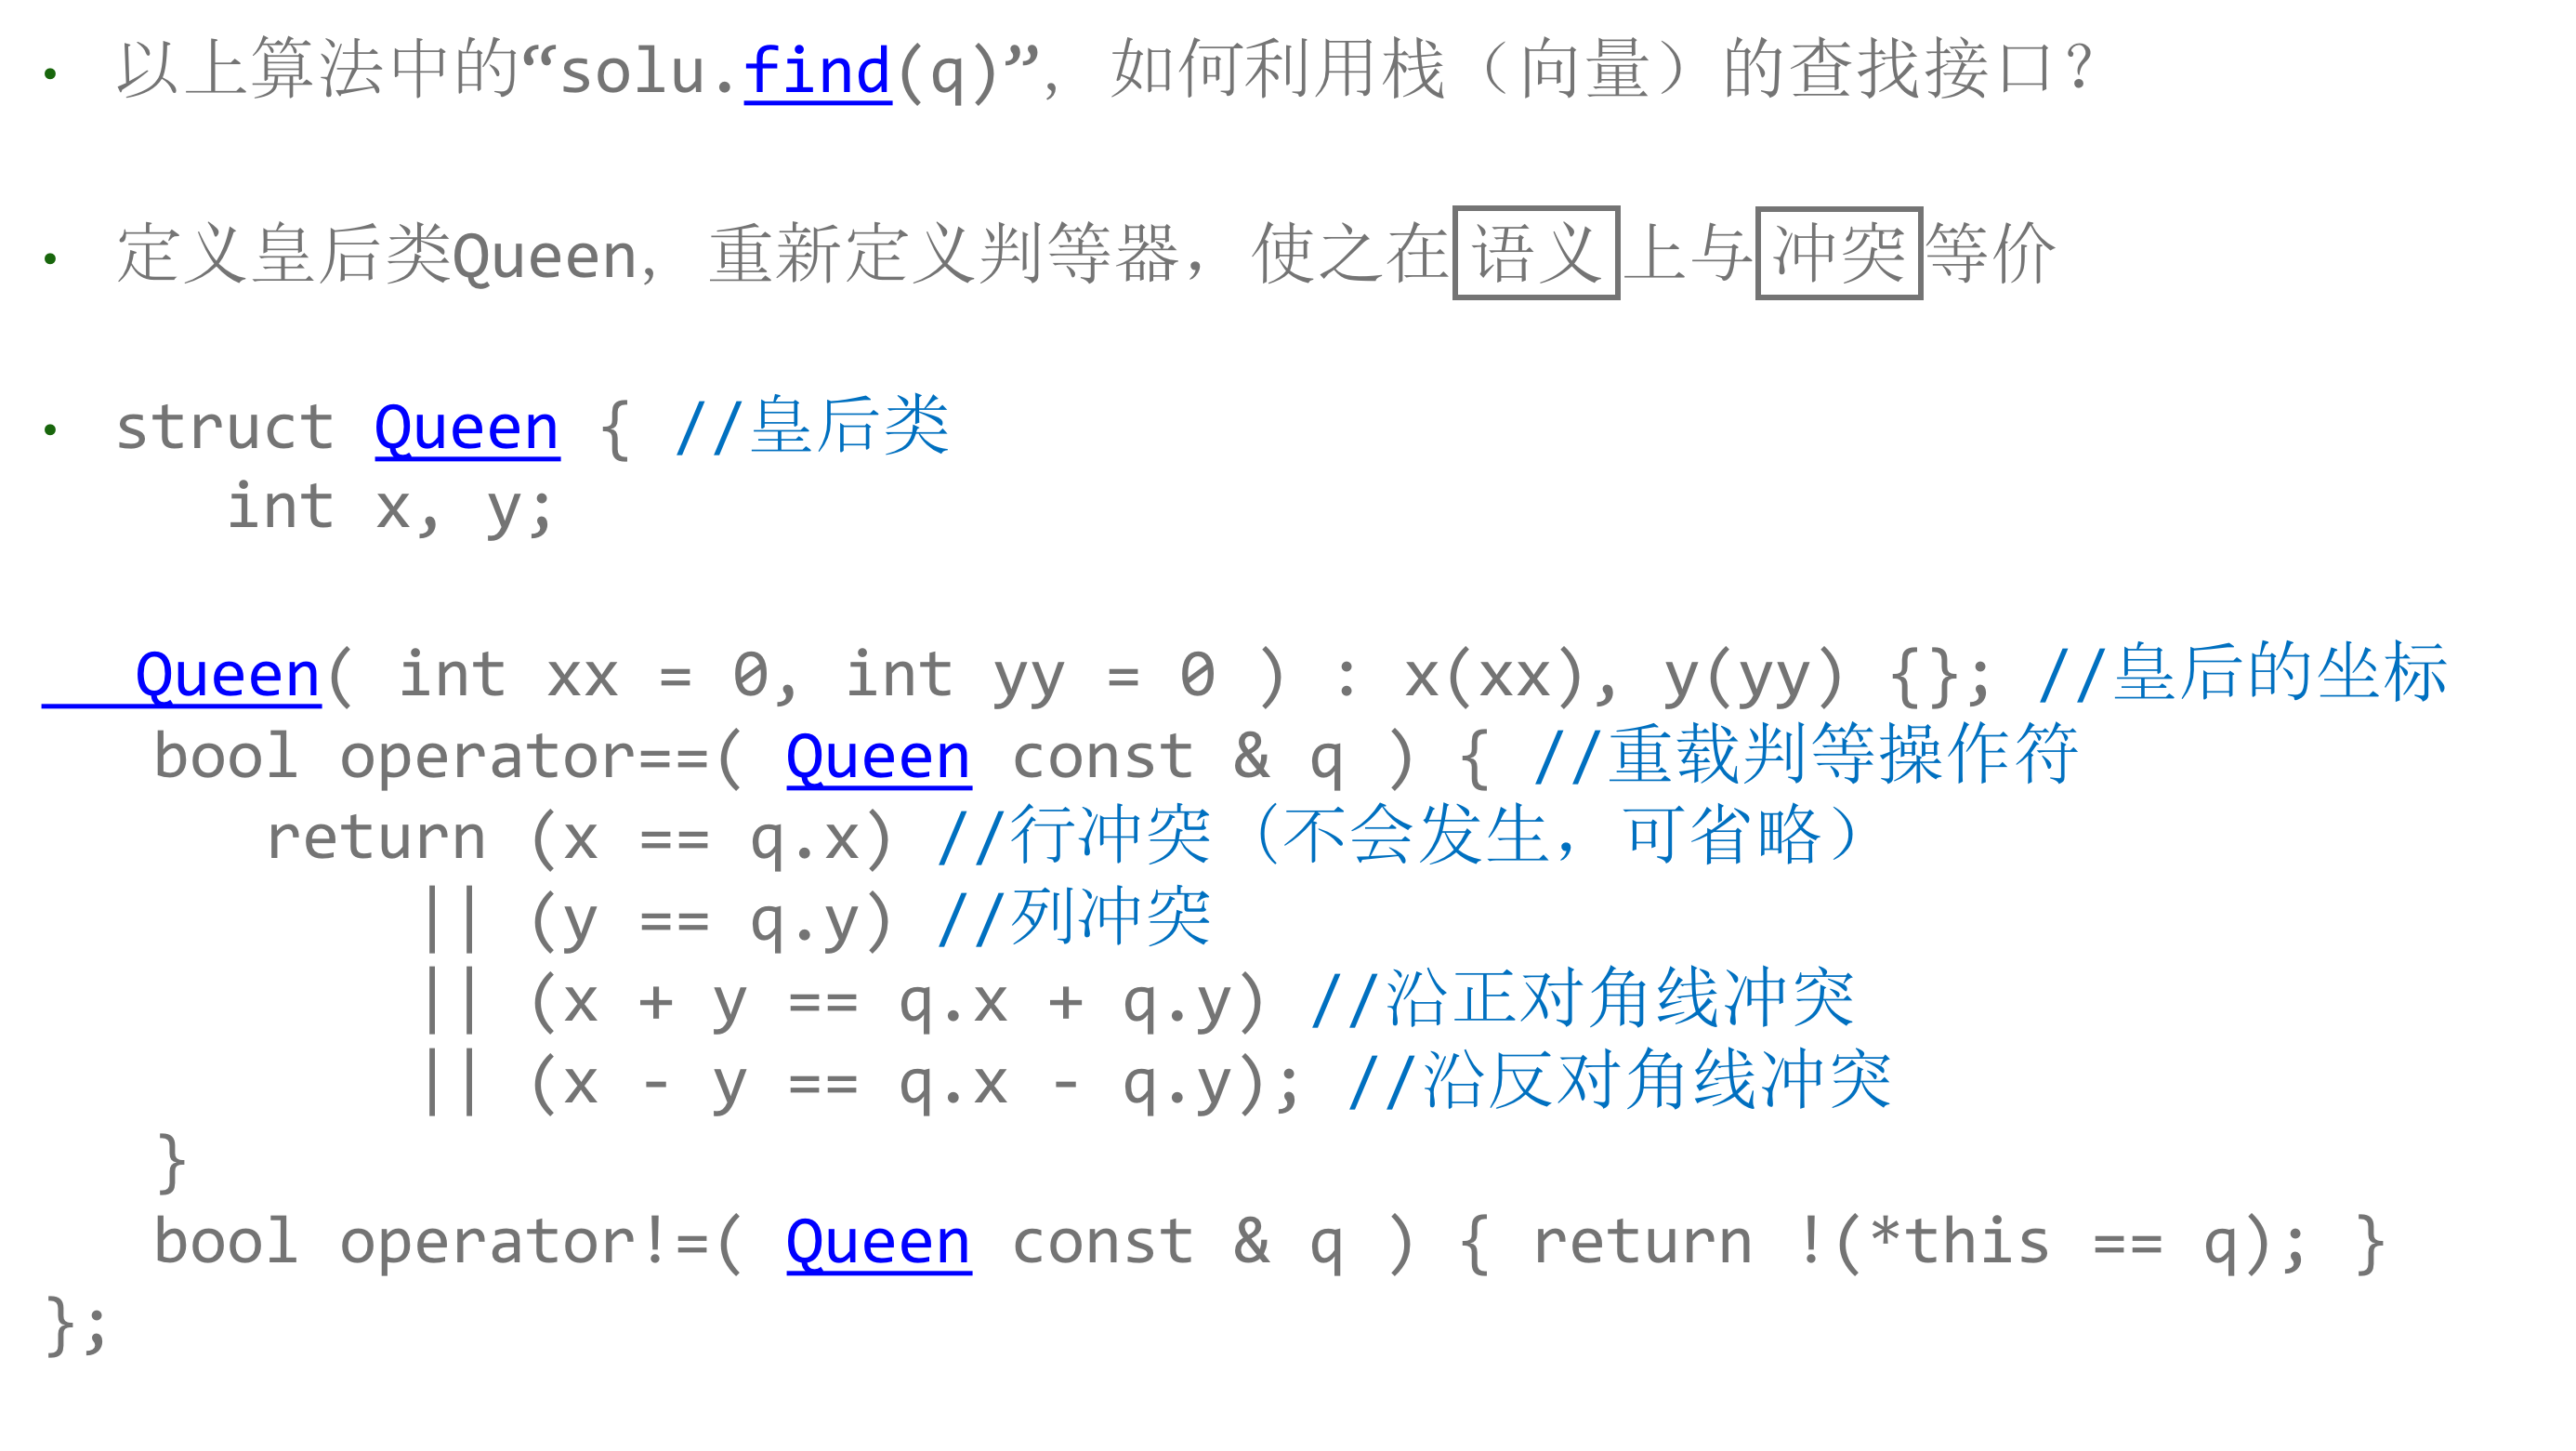 • 以上算法中的“solu.find(q)”, 如何利用栈（向量）的查找接口？
• 定义皇后类Queen, 重新定义判等器，使之在语义上与冲突等价
• struct Queen { //皇后类
int x, y;
Queen( int xx = 0, int yy = 0 ) : x(xx), y(yy) {}; //皇后的坐标
bool operator==( Queen const & q ) { //重载判等操作符
return (x == q.x) //行冲突（不会发生，可省略）
|| (y == q.y) //列冲突
|| (x + y == q.x + q.y) //沿正对角线冲突
|| (x - y == q.x - q.y); //沿反对角线冲突
}
bool operator!=( Queen const & q ) { return !(*this == q); }
};